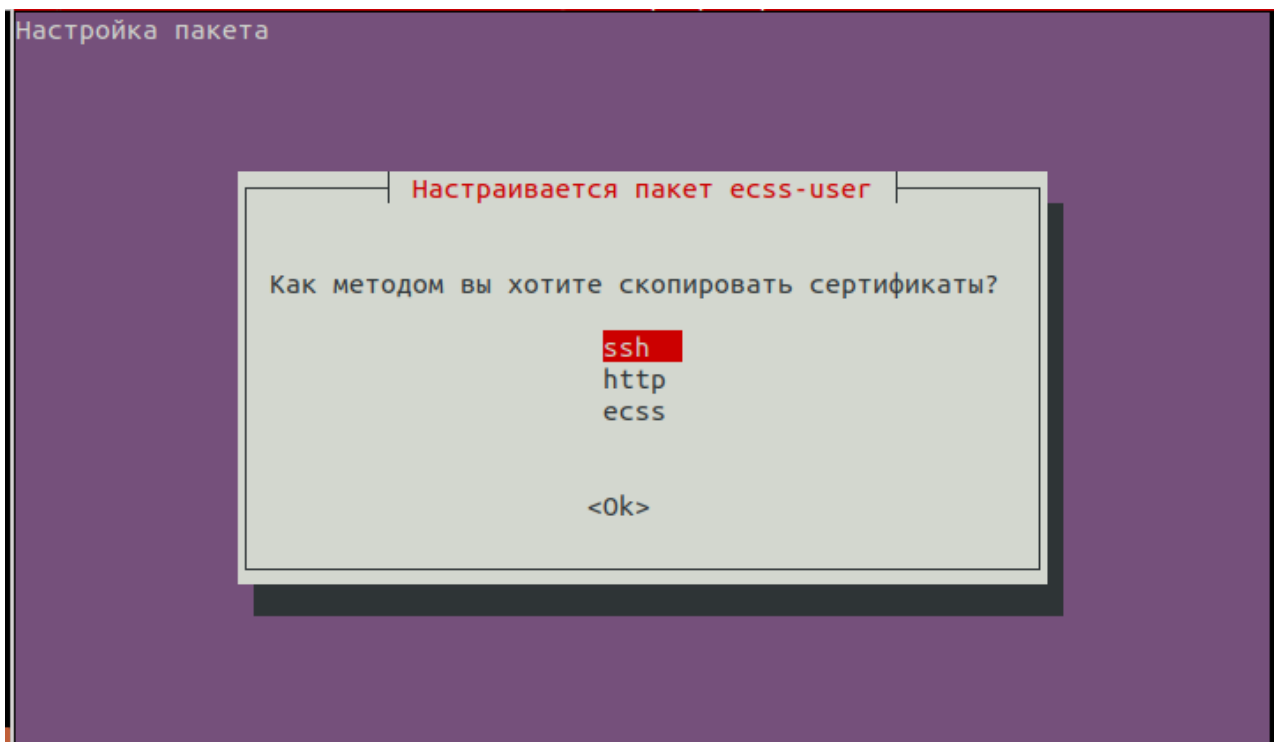 Настройка пакета
Настраивается пакет ecss-user
Как методом вы хотите скопировать сертификаты?
ssh
http
ecss
<Ok>